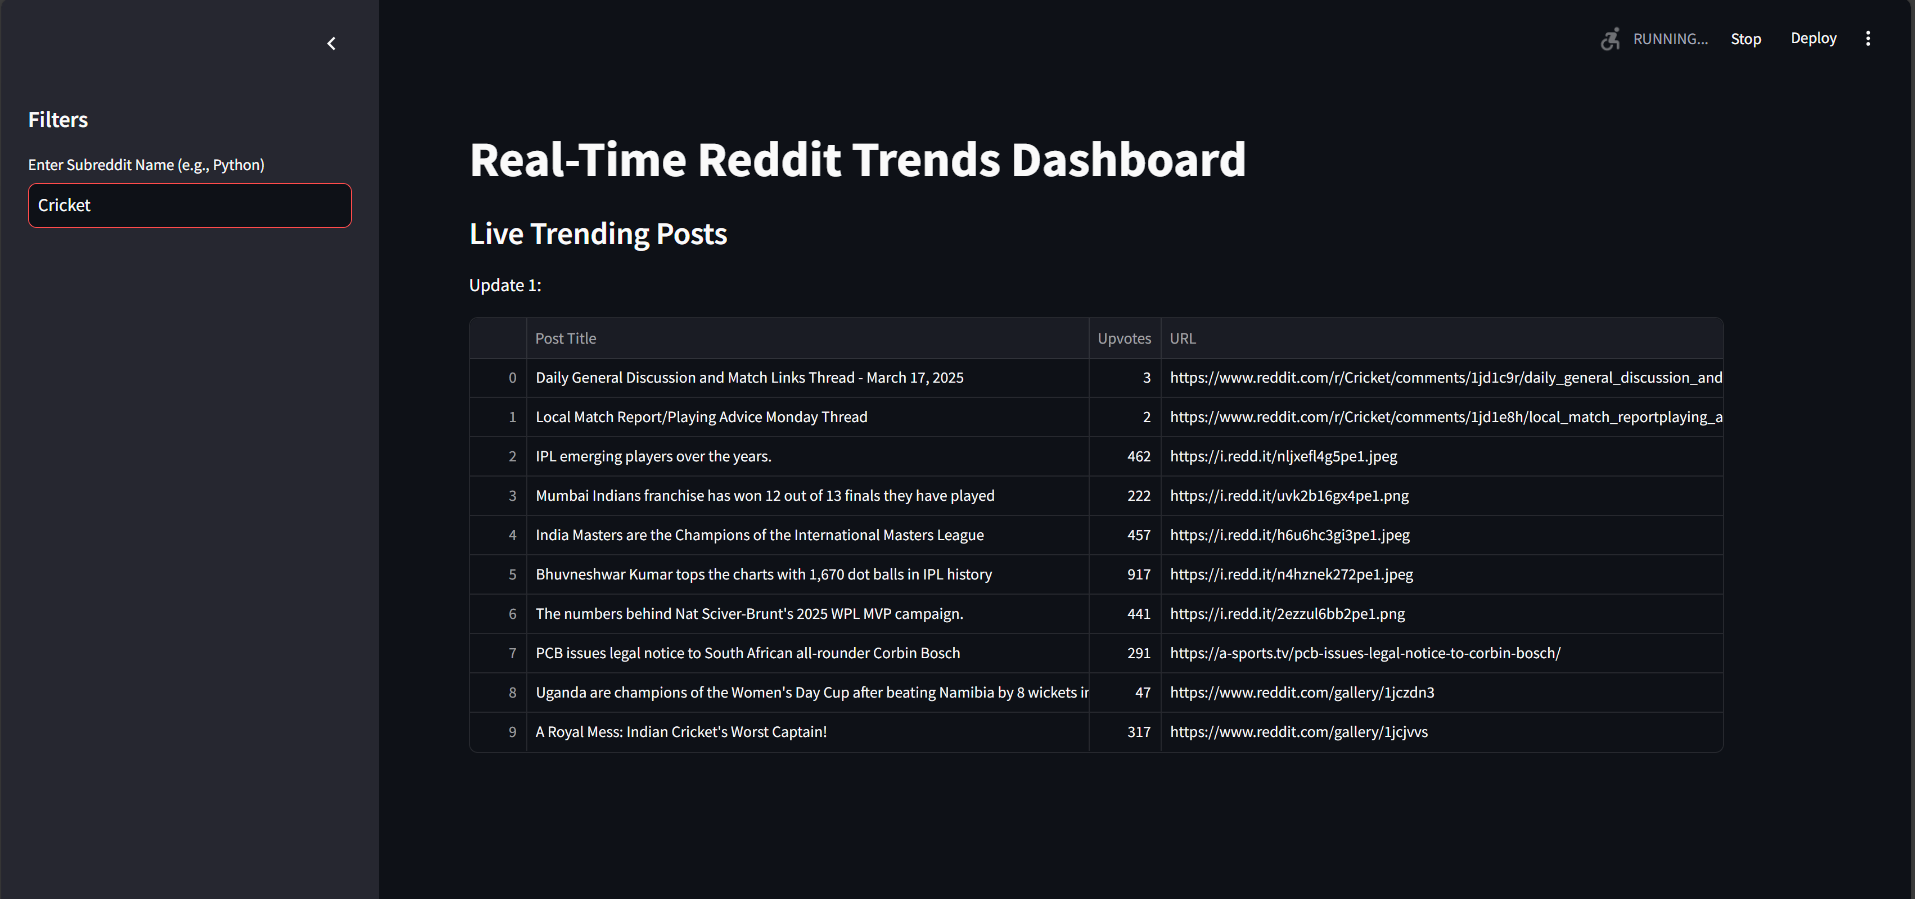 RUNNING... Stop Deploy
Filters
Enter Subreddit Name (e.g., Python)
Cricket
Real-Time Reddit Trends Dashboard
Live Trending Posts
Update 1:
Post Title Upvotes URL
0 Daily General Discussion and Match Links Thread - March 17, 2025 3 https://www.reddit.com/r/Cricket/comments/1jd1c9r/daily_general_discussion_and
1 Local Match Report/Playing Advice Monday Thread 2 https://www.reddit.com/r/Cricket/comments/1jd1e8h/local_match_reportplaying_a
2 IPL emerging players over the years. 462 https://i.redd.it/nljxefl4g5pe1.jpeg
3 Mumbai Indians franchise has won 12 out of 13 finals they have played 222 https://i.redd.it/uvk2b16gx4pe1.png
4 India Masters are the Champions of the International Masters League 457 https://i.redd.it/h6u6hc3gi3pe1.jpeg
5 Bhuvneshwar Kumar tops the charts with 1,670 dot balls in IPL history 917 https://i.redd.it/n4hznek272pe1.jpeg
6 The numbers behind Nat Sciver-Brunt's 2025 WPL MVP campaign. 441 https://i.redd.it/2ezzul6bb2pe1.png
7 PCB issues legal notice to South African all-rounder Corbin Bosch 291 https://a-sports.tv/pcb-issues-legal-notice-to-corbin-bosch/
8 Uganda are champions of the Women's Day Cup after beating Namibia by 8 wickets in 47 https://www.reddit.com/gallery/1jczdn3
9 A Royal Mess: Indian Cricket's Worst Captain! 317 https://www.reddit.com/gallery/1jcjvvs